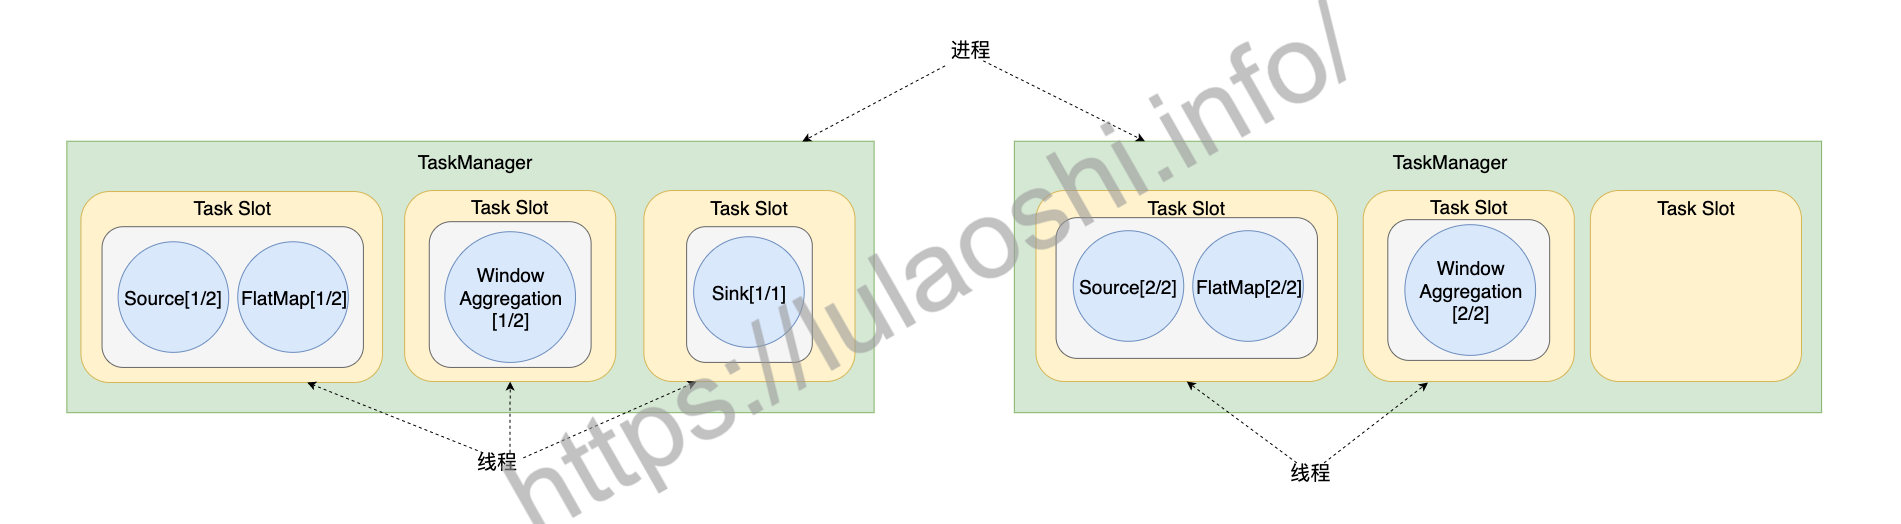 进程
TaskManager
Task Slot
Source[1/2]
FlatMap[1/2]
Task Slot
Window
Aggregation
[1/2]
Task Slot
Sink[1/1]
线程
TaskManager
Task Slot
Source[2/2]
FlatMap[2/2]
Task Slot
Window
Aggregation
[2/2]
Task Slot
线程
https://lulaoshi.info/